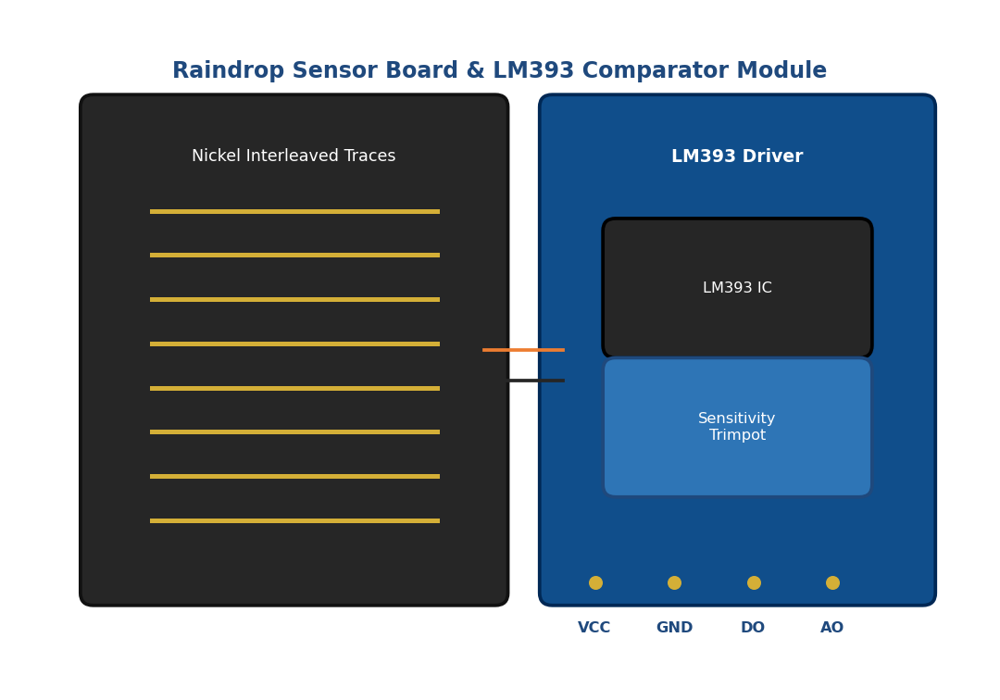 Raindrop Sensor Board & LM393 Comparator Module
Nickel Interleaved Traces
LM393 Driver
LM393 IC
Sensitivity
Trimpot
VCC GND DO AO